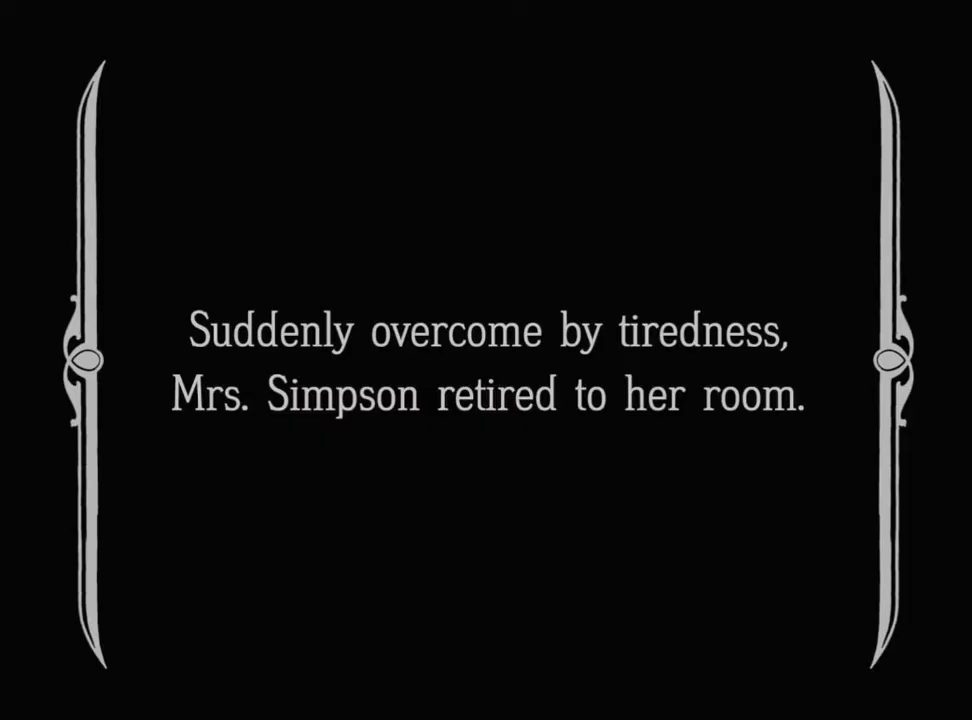 Suddenly overcome by tiredness,
Mrs. Simpson retired to her room.